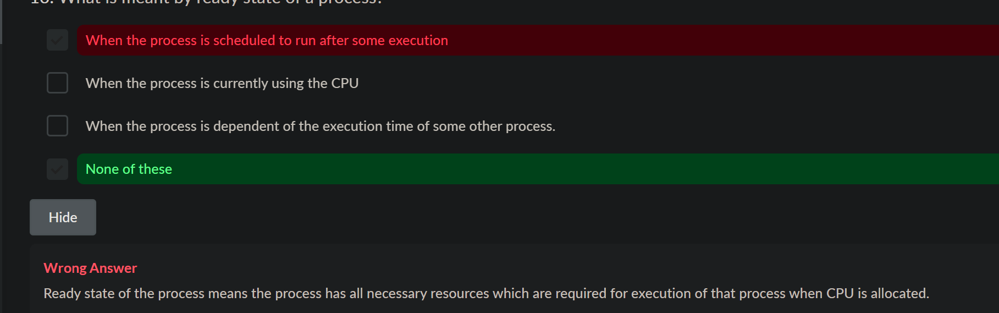 16. What is meant by ready state of a process?
When the process is scheduled to run after some execution
When the process is currently using the CPU
When the process is dependent of the execution time of some other process.
None of these
Hide
Wrong Answer
Ready state of the process means the process has all necessary resources which are required for execution of that process when CPU is allocated.